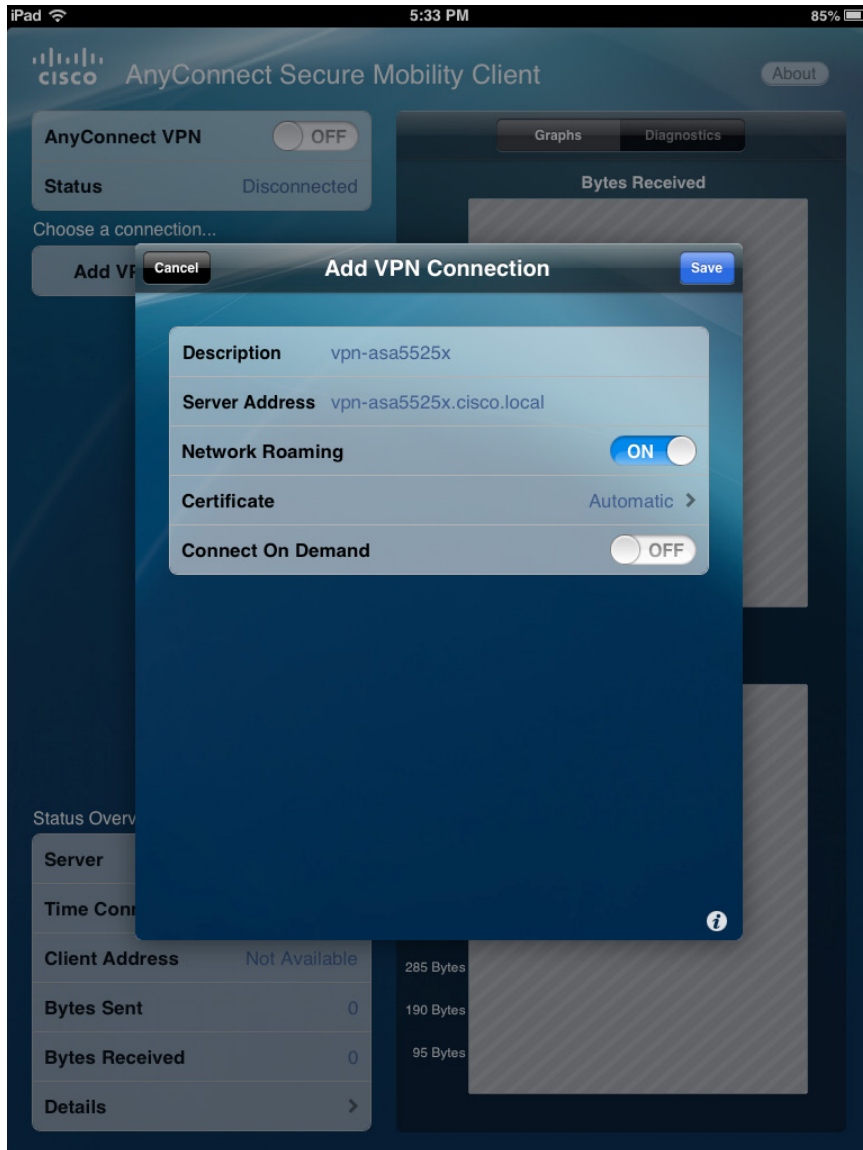 iPad 5:33 PM 85%
CISCO AnyConnect Secure Mobility Client About
AnyConnect VPN OFF
Status Disconnected
Choose a connection...
Graphs Diagnostics
Bytes Received
Cancel Add VPN Connection Save
Description vpn-asa5525x
Server Address vpn-asa5525x.cisco.local
Network Roaming ON
Certificate Automatic
Connect On Demand OFF
Status
Server
Time
Client Address Not Available
Bytes Sent 0
Bytes Received 0
Details
285 Bytes
190 Bytes
95 Bytes